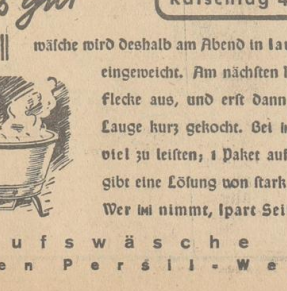 gut
Ratschlag 4
wäsche wird deshalb am Abend in
eingeweicht. Am nächsten
flecke aus, und erst dann
Lauge kurz gekocht. Bei
viel zu leisten; 1 Paket auf
gibt eine Lösung von stark
Wer imi nimmt, spart Sei
ufswäsche
en Persil-We